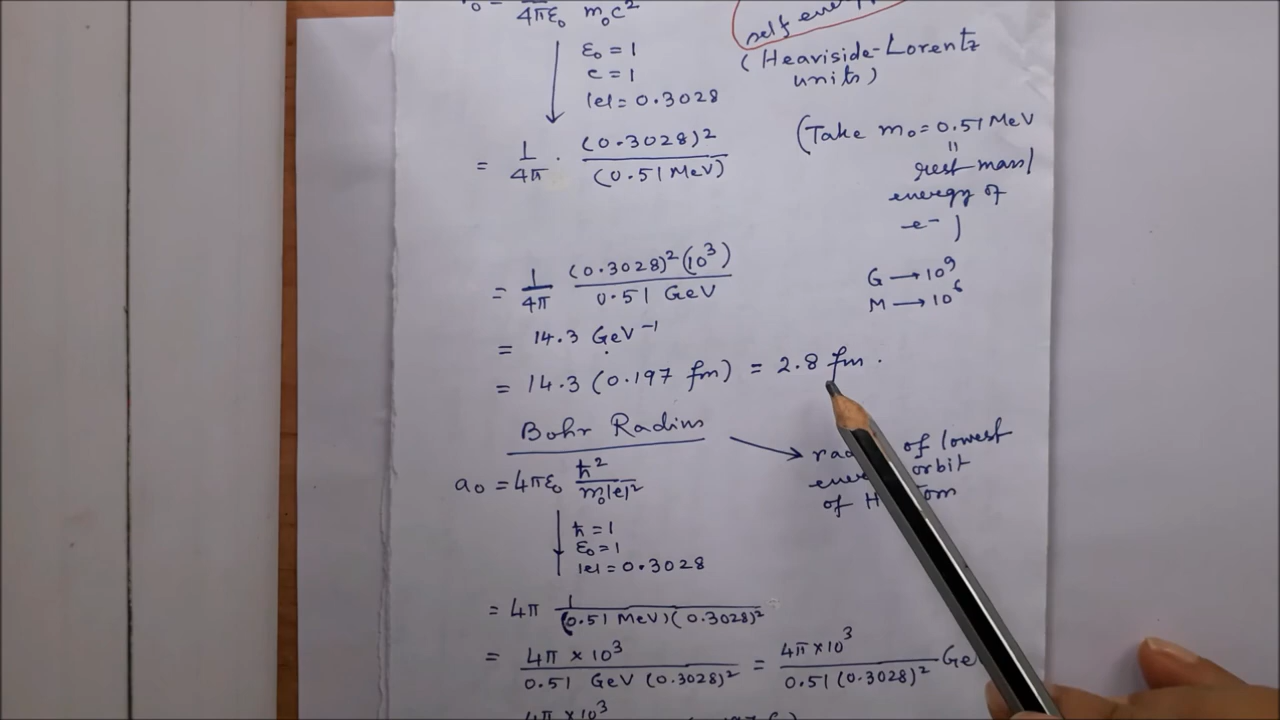 4πε₀ m₀c²
self energy
(Heaviside-Lorentz
units)
ε₀ = 1
c = 1
|e| = 0.3028
= 1/4π · (0.3028)²/(0.51 MeV)
(Take m₀ = 0.51 MeV
=
rest mass/
energy of
e⁻)
= 1/4π (0.3028)²(10³)/0.51 GeV
G → 10⁹
M → 10⁶
= 14.3 GeV⁻¹
= 14.3 (0.197 fm) = 2.8 fm.
Bohr Radius
of lowest
orbit
of H
a₀ = 4πε₀ ħ²/m₀|e|²
ħ = 1
ε₀ = 1
|e| = 0.3028
= 4π 1/(0.51 MeV)(0.3028)²
= 4π × 10³/0.51 GeV (0.3028)² = 4π × 10³/0.51 (0.3028)²
4π × 10³